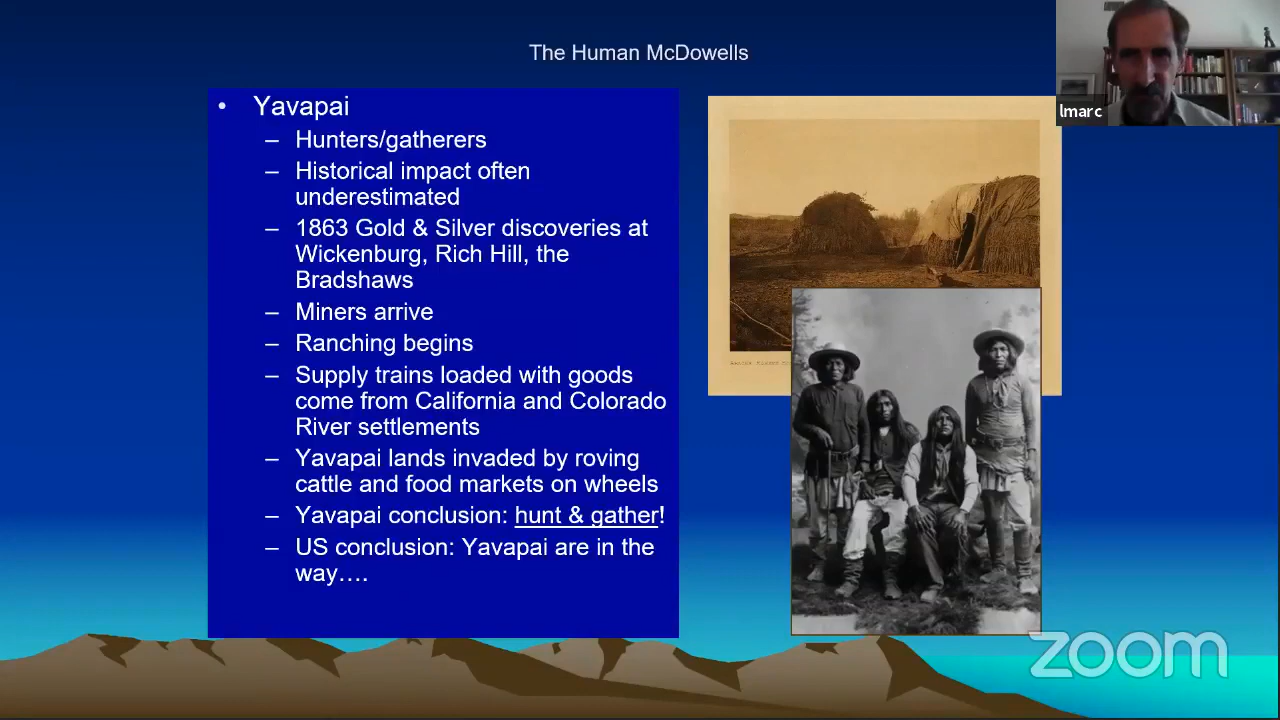 The Human McDowells
lmarc
• Yavapai
– Hunters/gatherers
– Historical impact often
underestimated
– 1863 Gold & Silver discoveries at
Wickenburg, Rich Hill, the
Bradshaws
– Miners arrive
– Ranching begins
– Supply trains loaded with goods
come from California and Colorado
River settlements
– Yavapai lands invaded by roving
cattle and food markets on wheels
– Yavapai conclusion: hunt & gather!
– US conclusion: Yavapai are in the
way….
zoom